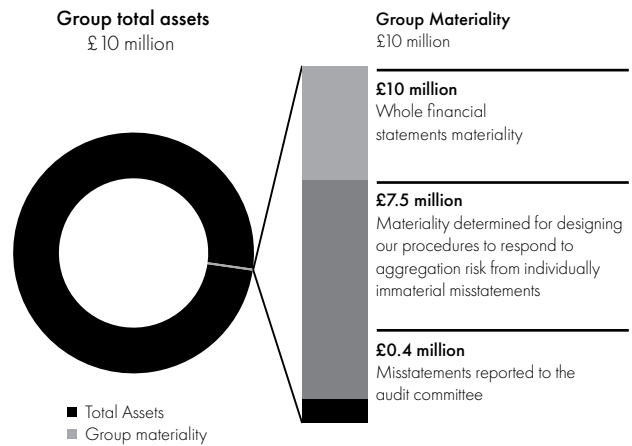 Group total assets
£10 million
Group Materiality
£10 million
£10 million
Whole financial
statements materiality
£7.5 million
Materiality determined for designing
our procedures to respond to
aggregation risk from individually
immaterial misstatements
£0.4 million
Misstatements reported to the
audit committee
Total Assets
Group materiality